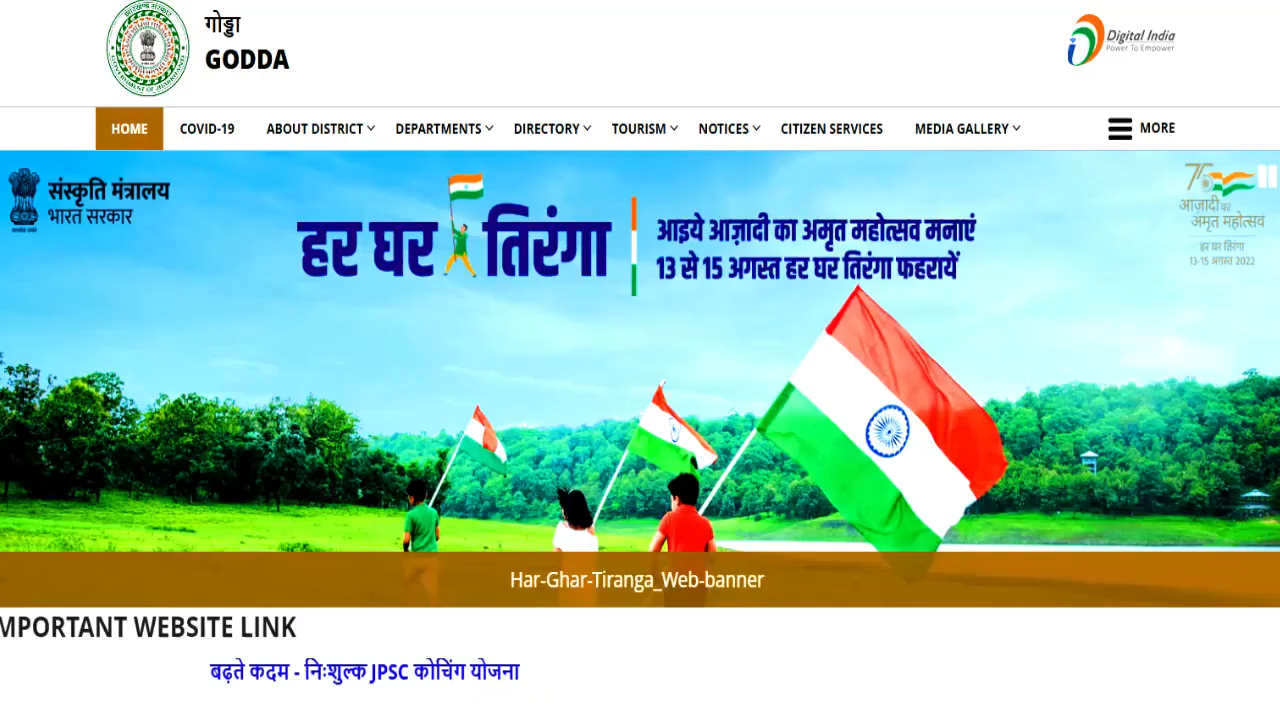 गोड्डा
GODDA
Digital India
Power To Empower
HOME COVID-19 ABOUT DISTRICT DEPARTMENTS DIRECTORY TOURISM NOTICES CITIZEN SERVICES MEDIA GALLERY MORE
संस्कृति मंत्रालय
भारत सरकार
हर घर तिरंगा
आइये आज़ादी का अमृत महोत्सव मनाएं
13 से 15 अगस्त हर घर तिरंगा फहरायें
75
आज़ादी का
अमृत महोत्सव
हर घर तिरंगा
13-15 अगस्त 2022
Har-Ghar-Tiranga_Web-banner
MPORTANT WEBSITE LINK
बढ़ते कदम - निःशुल्क JPSC कोचिंग योजना